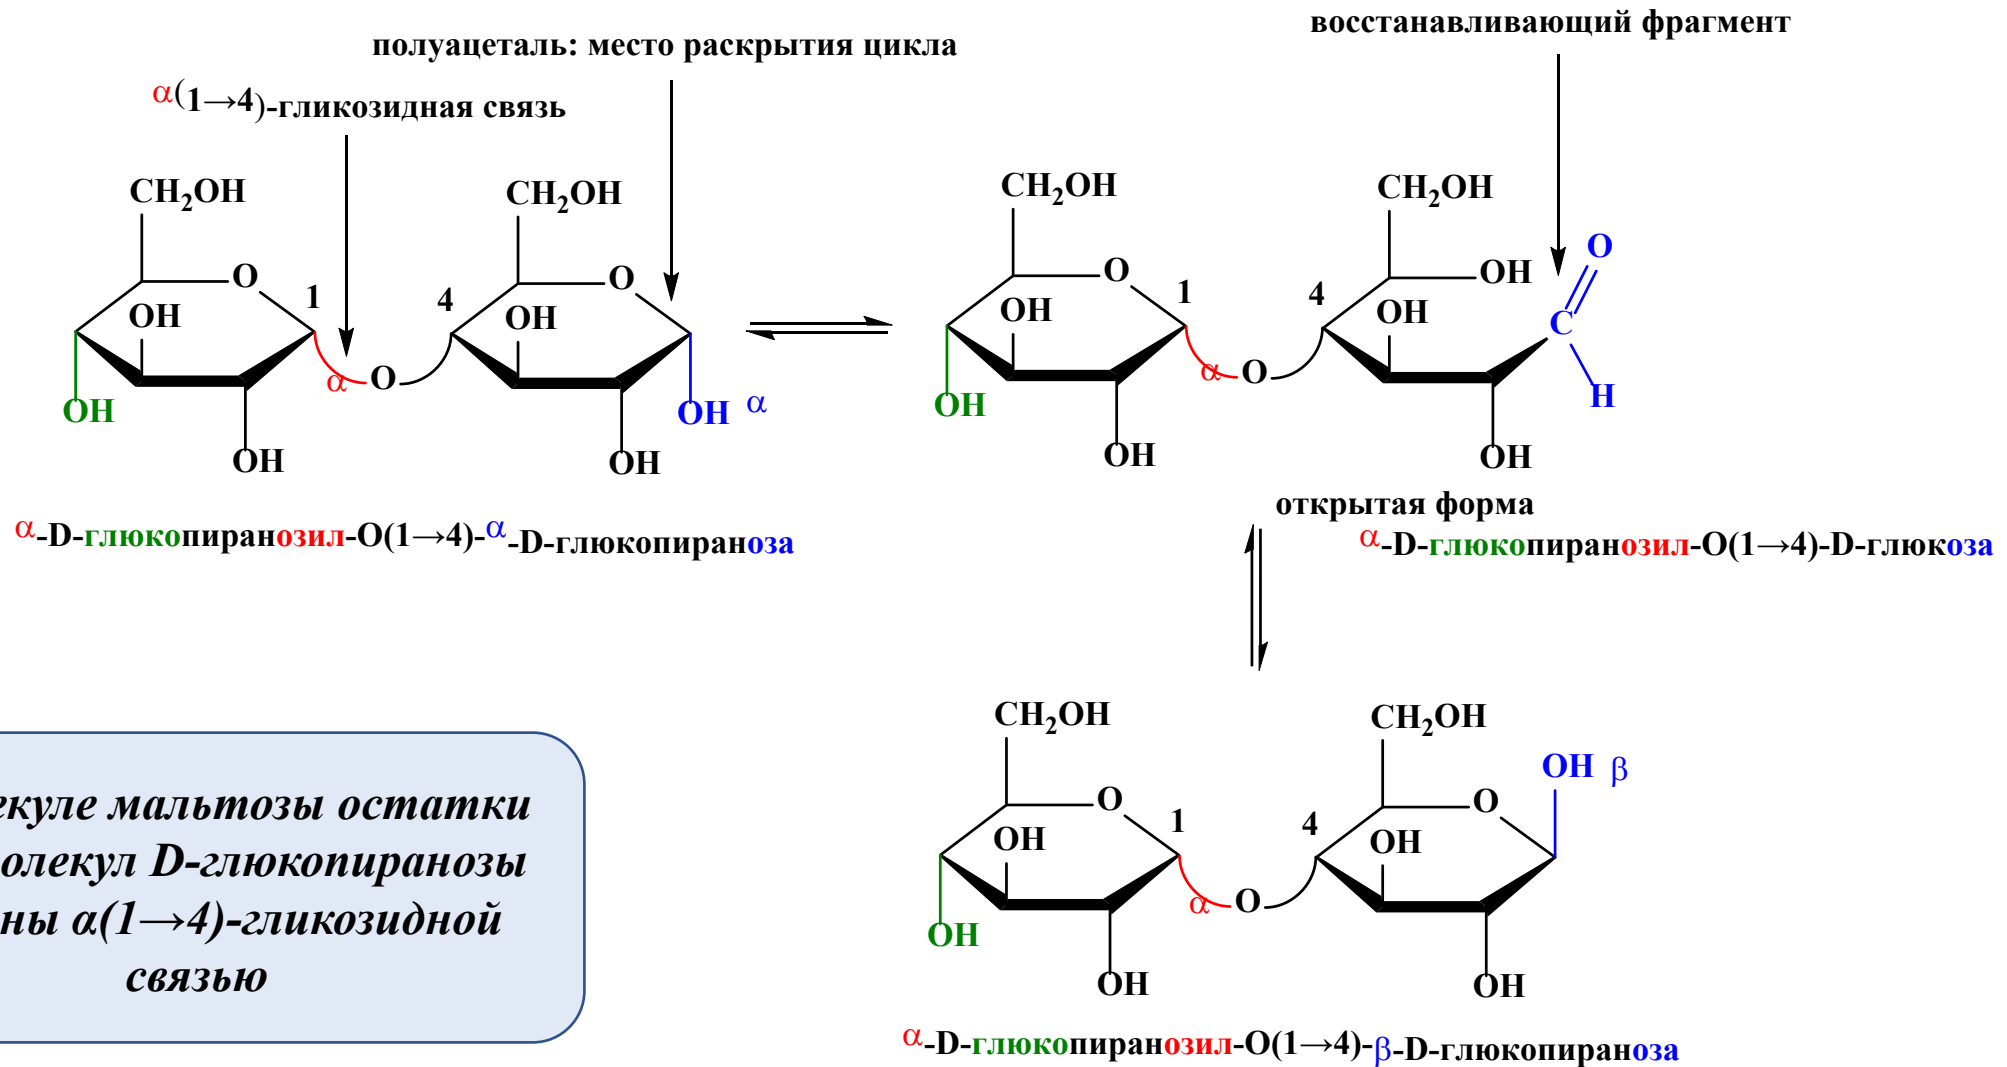 восстанавливающий фрагмент
полуацеталь: место раскрытия цикла
α(1→4)-гликозидная связь
CH₂OH
CH₂OH
CH₂OH
CH₂OH
O
O
O
OH
O
1
4
1
4
OH
OH
OH
OH
C
α
O
α
O
H
OH
OH α
OH
OH
OH
OH
OH
α-D-глюкопиранозил-O(1→4)-α-D-глюкопираноза
открытая форма
α-D-глюкопиранозил-O(1→4)-D-глюкоза
CH₂OH
CH₂OH
OH β
O
O
1
4
OH
OH
α
O
OH
OH
OH
мальтозы остатки
D-глюкопиранозы
α(1→4)-гликозидной
связью
α-D-глюкопиранозил-O(1→4)-β-D-глюкопираноза